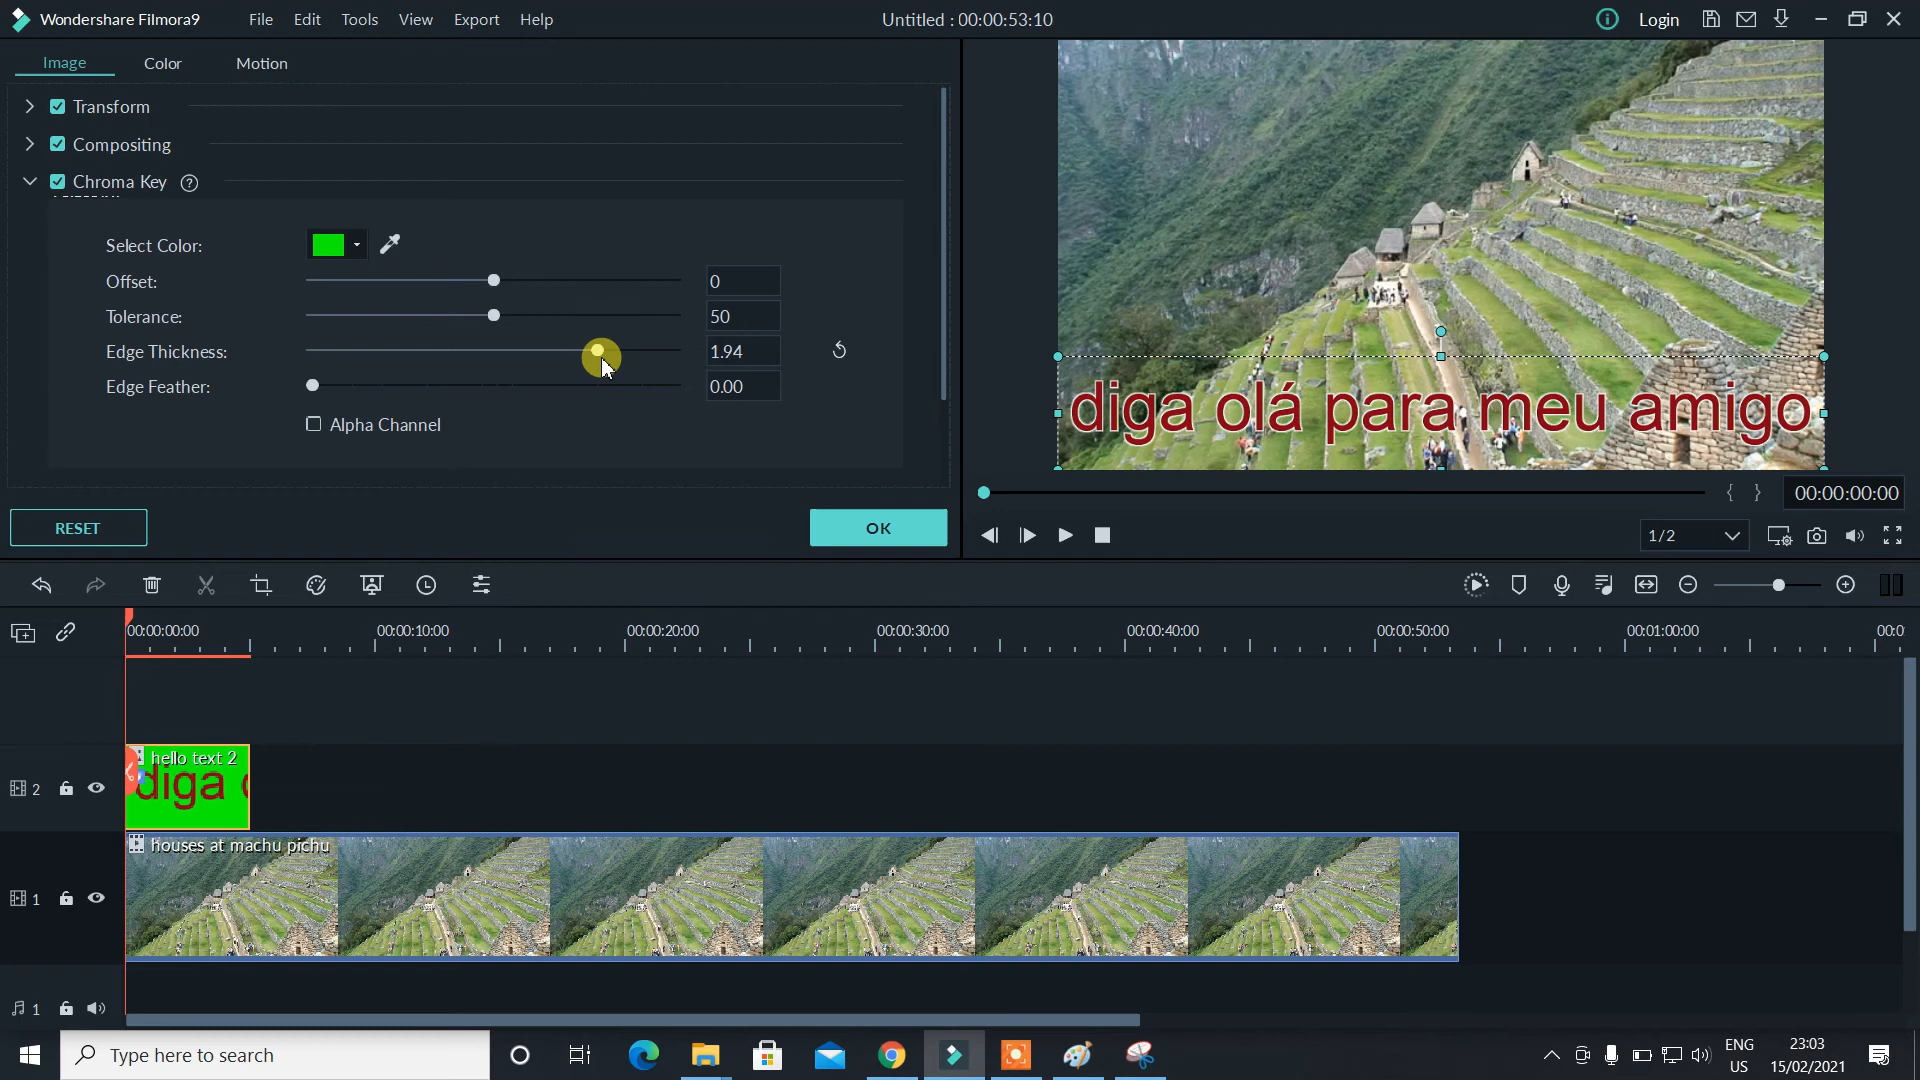 Wondershare Filmora9
File Edit Tools View Export Help
Untitled : 00:00:53:10
Login
Image Color Motion
Transform
Compositing
Chroma Key
Select Color:
Offset: 0
Tolerance: 50
Edge Thickness: 1.94
Edge Feather: 0.00
Alpha Channel
RESET
OK
diga olá para meu amigo
{ } 00:00:00:00
1/2
00:00:00:00 00:00:10:00 00:00:20:00 00:00:30:00 00:00:40:00 00:00:50:00 00:01:00:00 00:0
hello text 2
diga
2
houses at machu pichu
1
1
Type here to search
ENG
US
23:03
15/02/2021